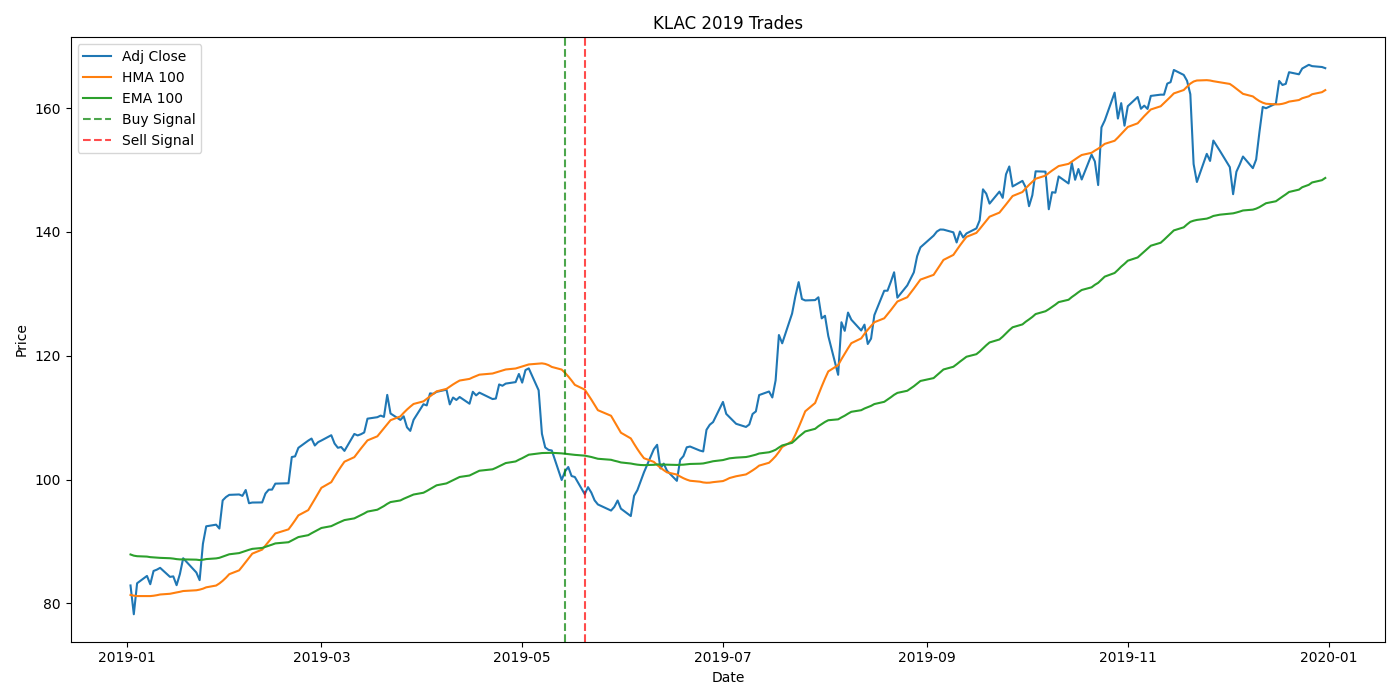 KLAC 2019 Trades
Adj Close
HMA 100
EMA 100
Buy Signal
Sell Signal
Price
160
140
120
100
80
2019-01 2019-03 2019-05 2019-07 2019-09 2019-11 2020-01
Date